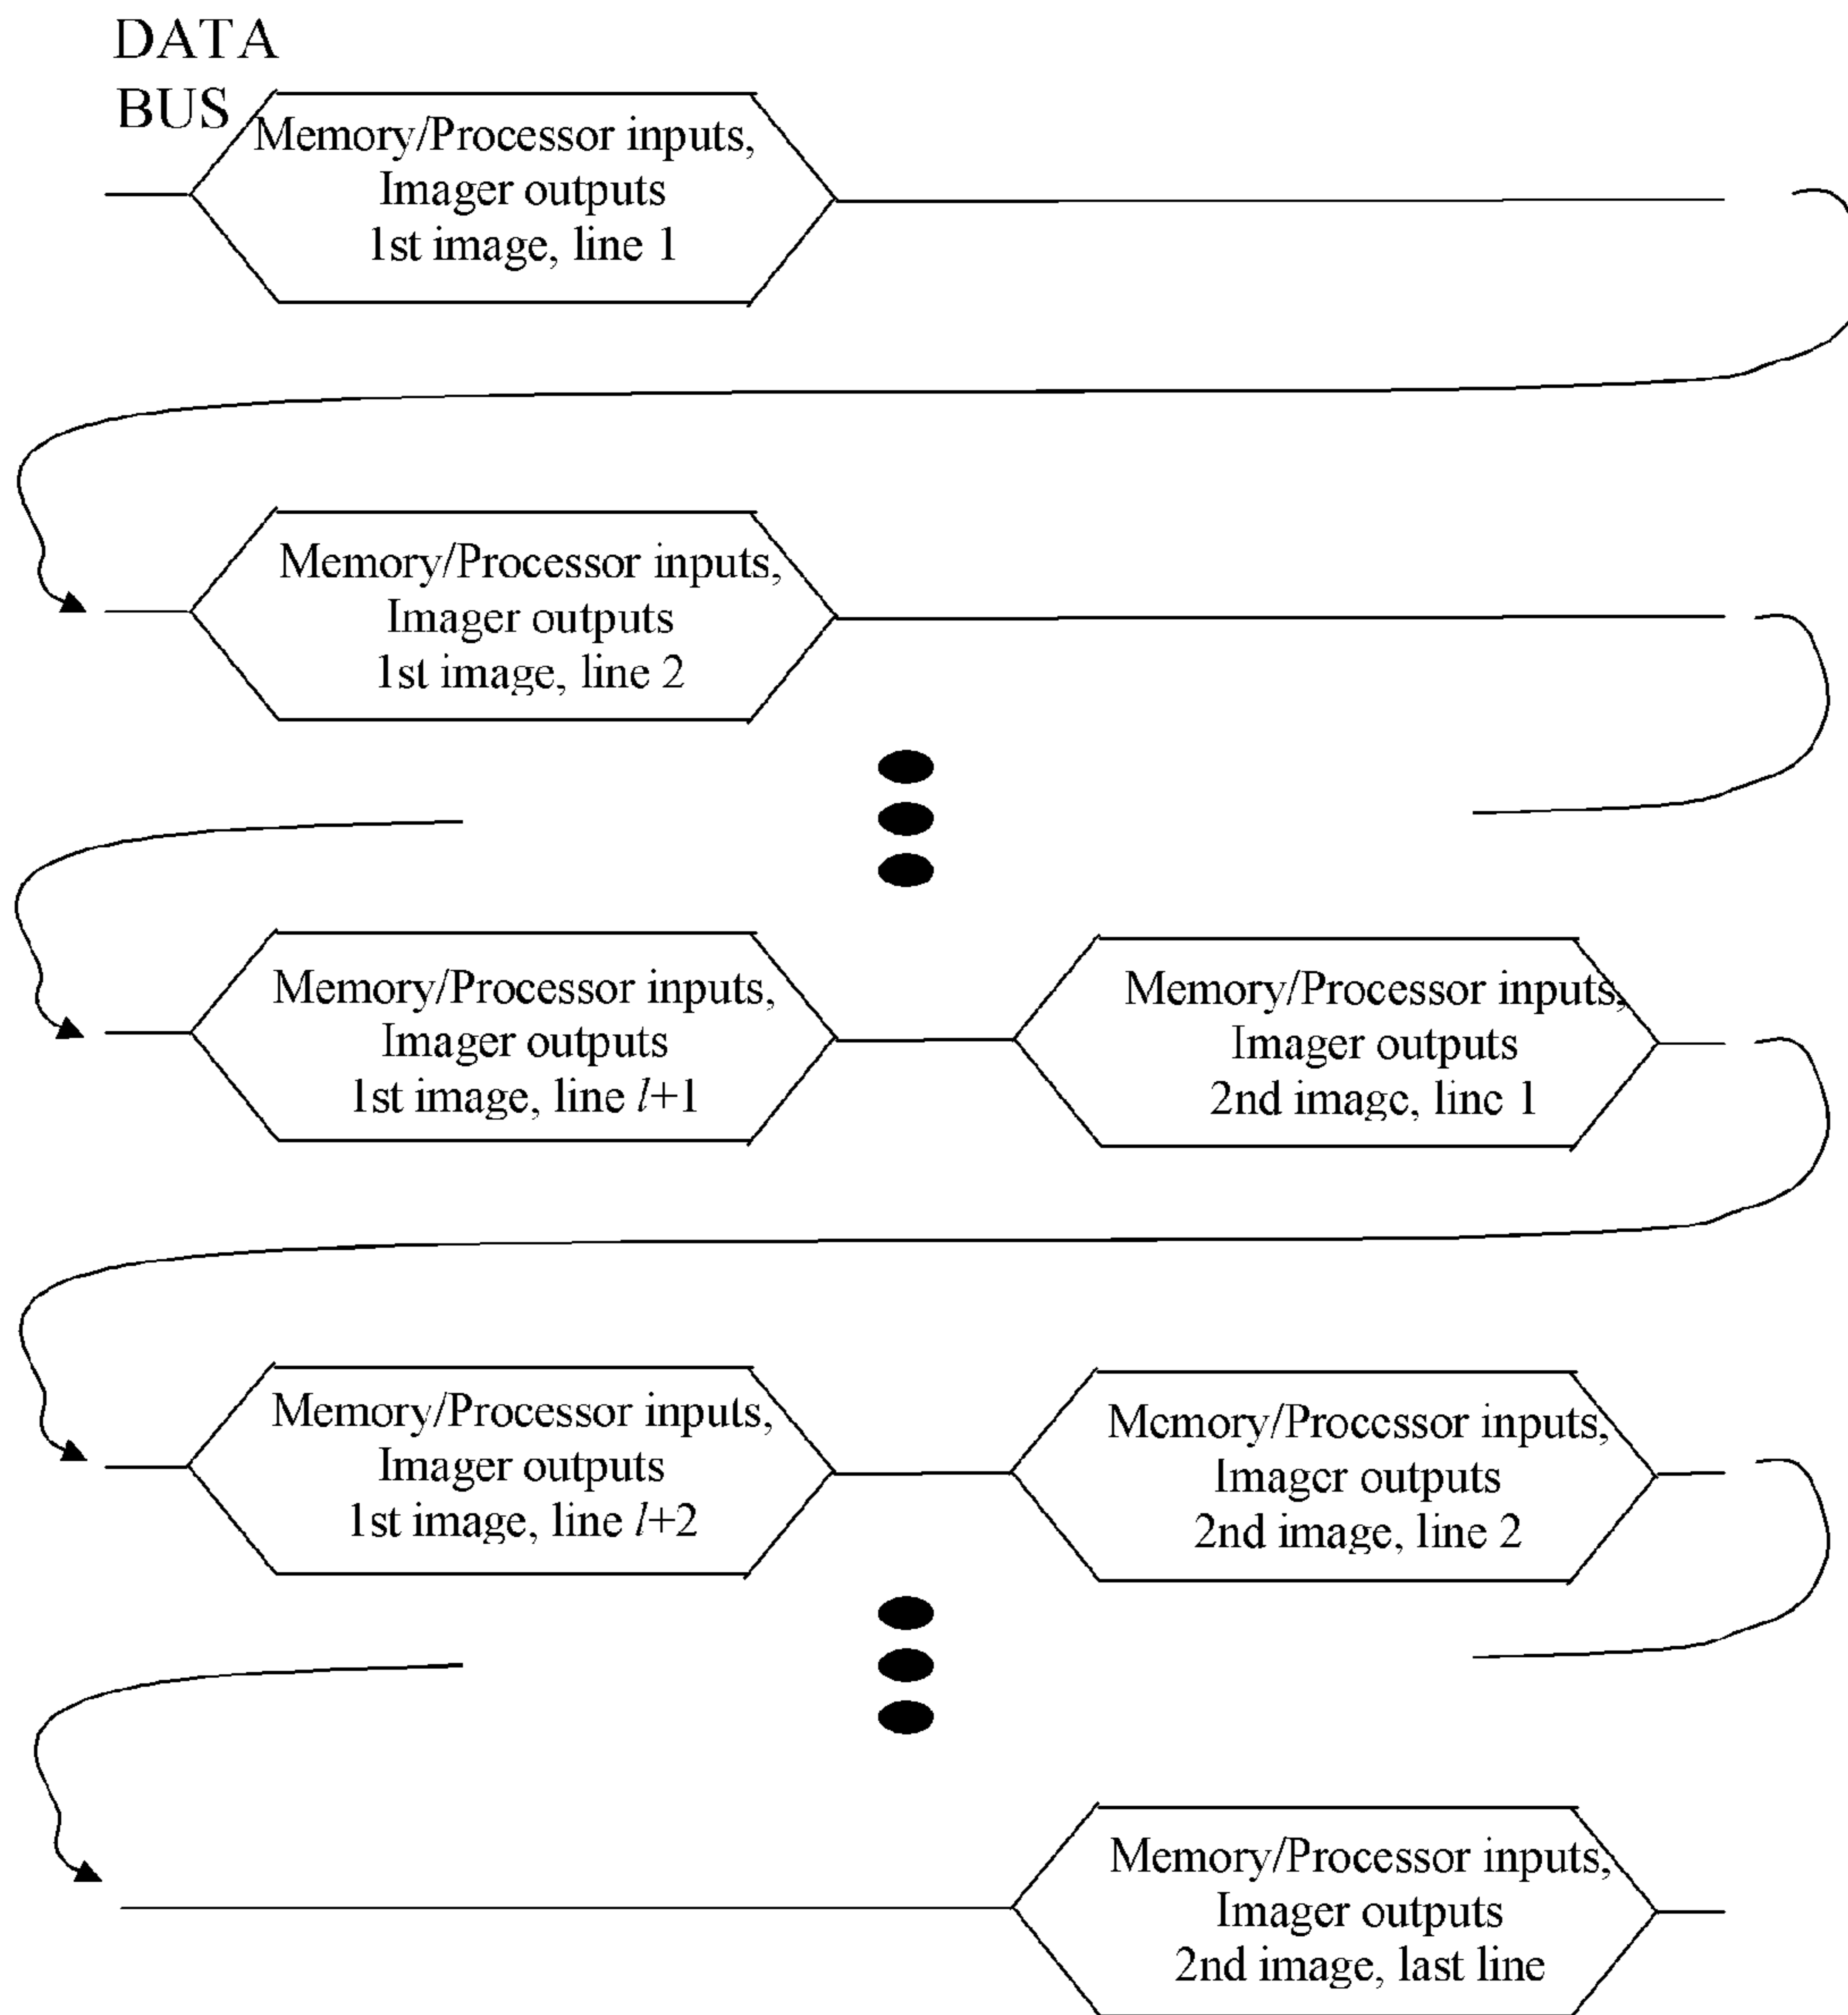 DATA
BUS
Memory/Processor inputs,
Imager outputs
1st image, line 1
Memory/Processor inputs,
Imager outputs
1st image, line 2
Memory/Processor inputs,
Imager outputs
1st image, line l+1
Memory/Processor inputs,
Imager outputs
2nd image, line 1
Memory/Processor inputs,
Imager outputs
1st image, line l+2
Memory/Processor inputs,
Imager outputs
2nd image, line 2
Memory/Processor inputs,
Imager outputs
2nd image, last line